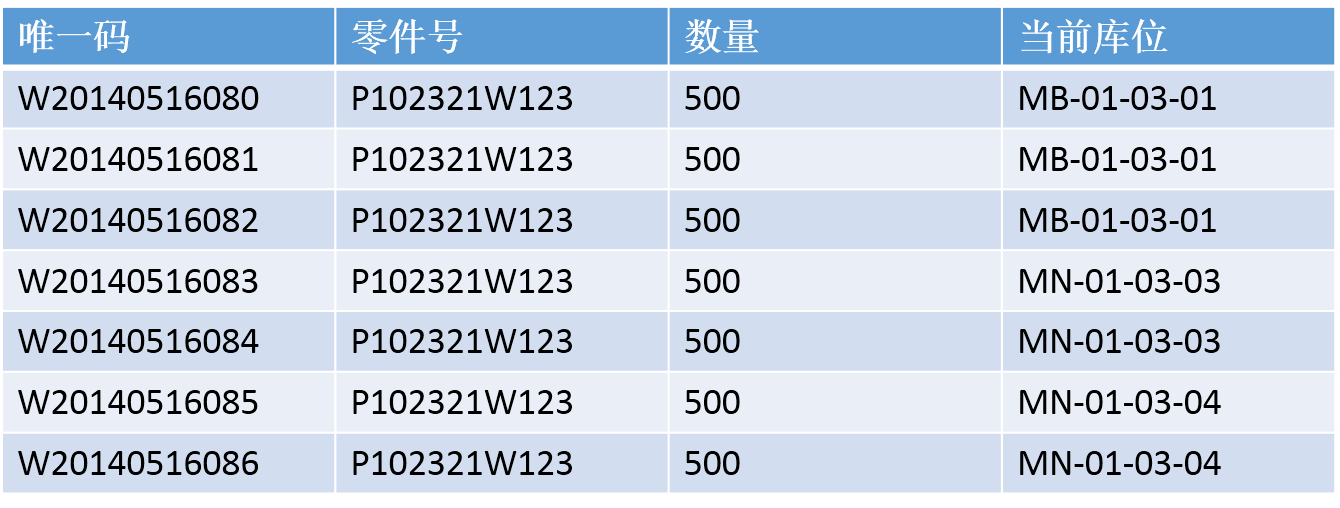 唯一码 零件号 数量 当前库位
W20140516080 P102321W123 500 MB-01-03-01
W20140516081 P102321W123 500 MB-01-03-01
W20140516082 P102321W123 500 MB-01-03-01
W20140516083 P102321W123 500 MN-01-03-03
W20140516084 P102321W123 500 MN-01-03-03
W20140516085 P102321W123 500 MN-01-03-04
W20140516086 P102321W123 500 MN-01-03-04